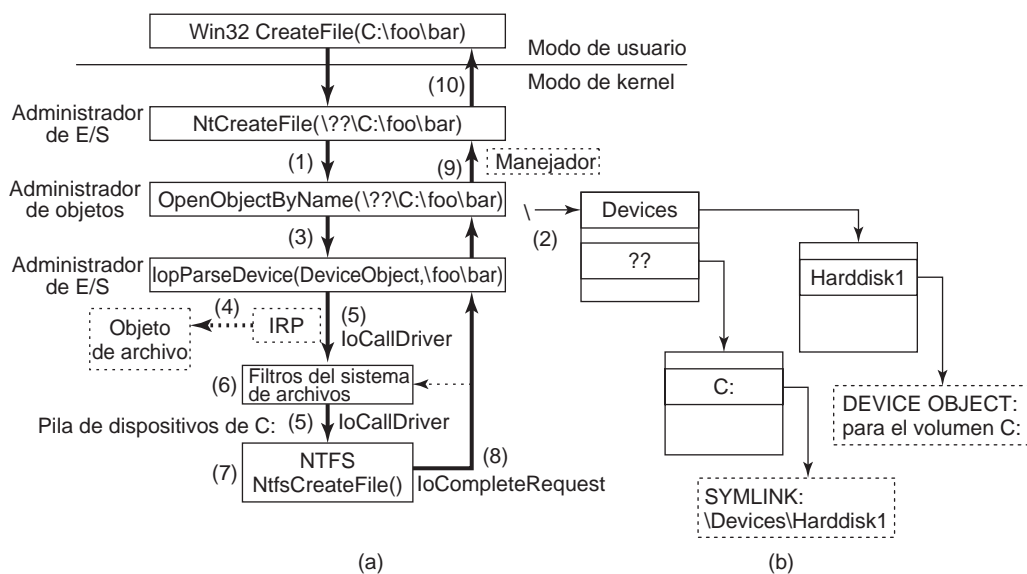 Win32 CreateFile(C:\foo\bar)
Modo de usuario
Modo de kernel
(10)
Administrador
de E/S
NtCreateFile(\??\C:\foo\bar)
(1)
(9)
Manejador
Administrador
de objetos
OpenObjectByName(\??\C:\foo\bar)
(3)
Administrador
de E/S
IopParseDevice(DeviceObject,\foo\bar)
(4)
Objeto
de archivo
IRP
(5)
IoCallDriver
(6)
Filtros del sistema
de archivos
Pila de dispositivos de C:
(5)
IoCallDriver
(7)
NTFS
NtfsCreateFile()
(8)
IoCompleteRequest
(a)
\
(2)
Devices
??
Harddisk1
C:
DEVICE OBJECT:
para el volumen C:
SYMLINK:
\Devices\Harddisk1
(b)